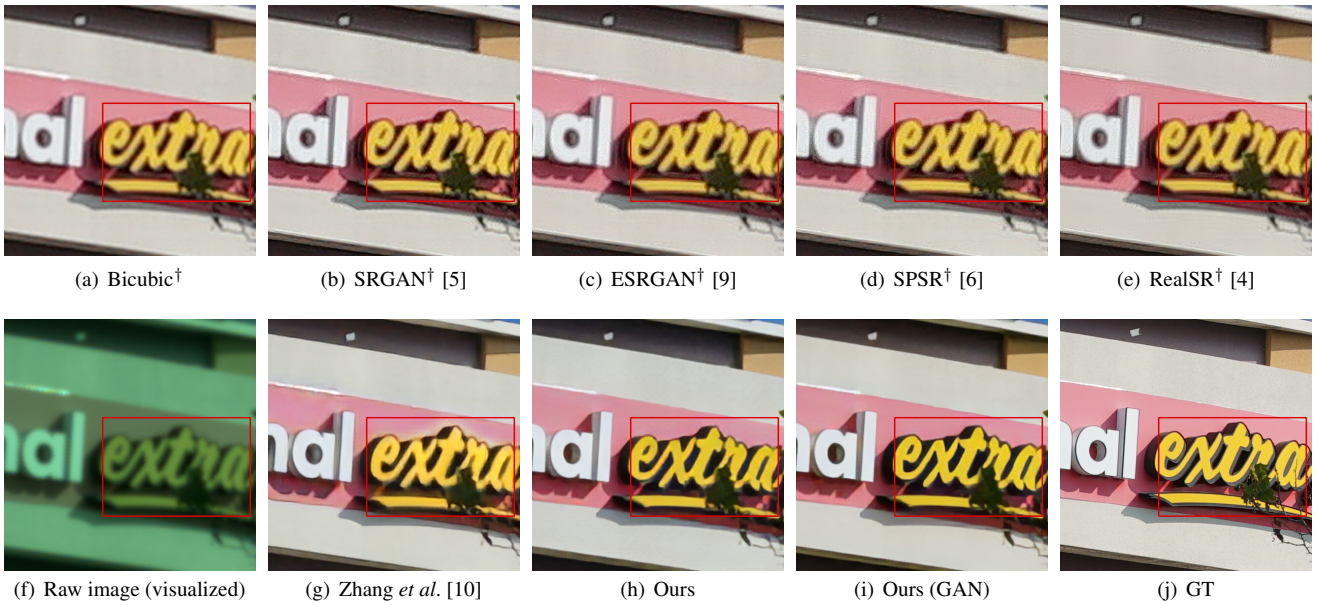 nal extra
nal extra
nal extra
nal extra
nal extra
(a) Bicubic†
(b) SRGAN† [5]
(c) ESRGAN† [9]
(d) SPSR† [6]
(e) RealSR† [4]
nal extra
nal extra
nal extra
nal extra
nal extra
(f) Raw image (visualized)
(g) Zhang et al. [10]
(h) Ours
(i) Ours (GAN)
(j) GT